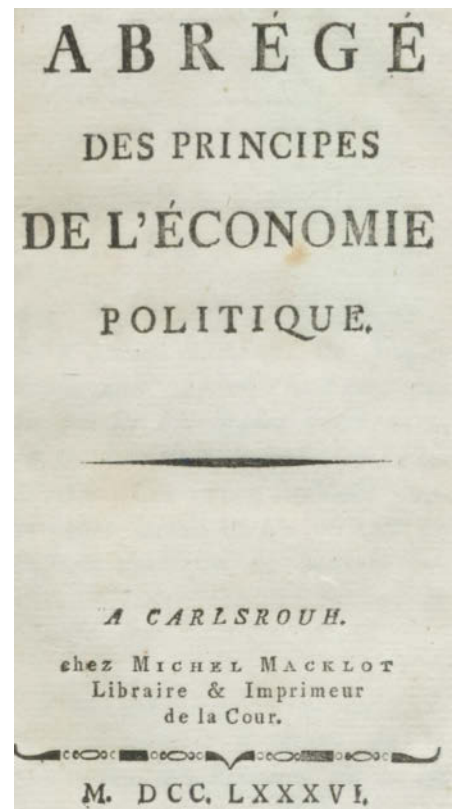 ABRÉGÉ
DES PRINCIPES
DE L'ÉCONOMIE
POLITIQUE.
A CARLSROUH.
chez MICHEL MACKLOT
Libraire & Imprimeur
de la Cour.
M. DCC. LXXXVI.